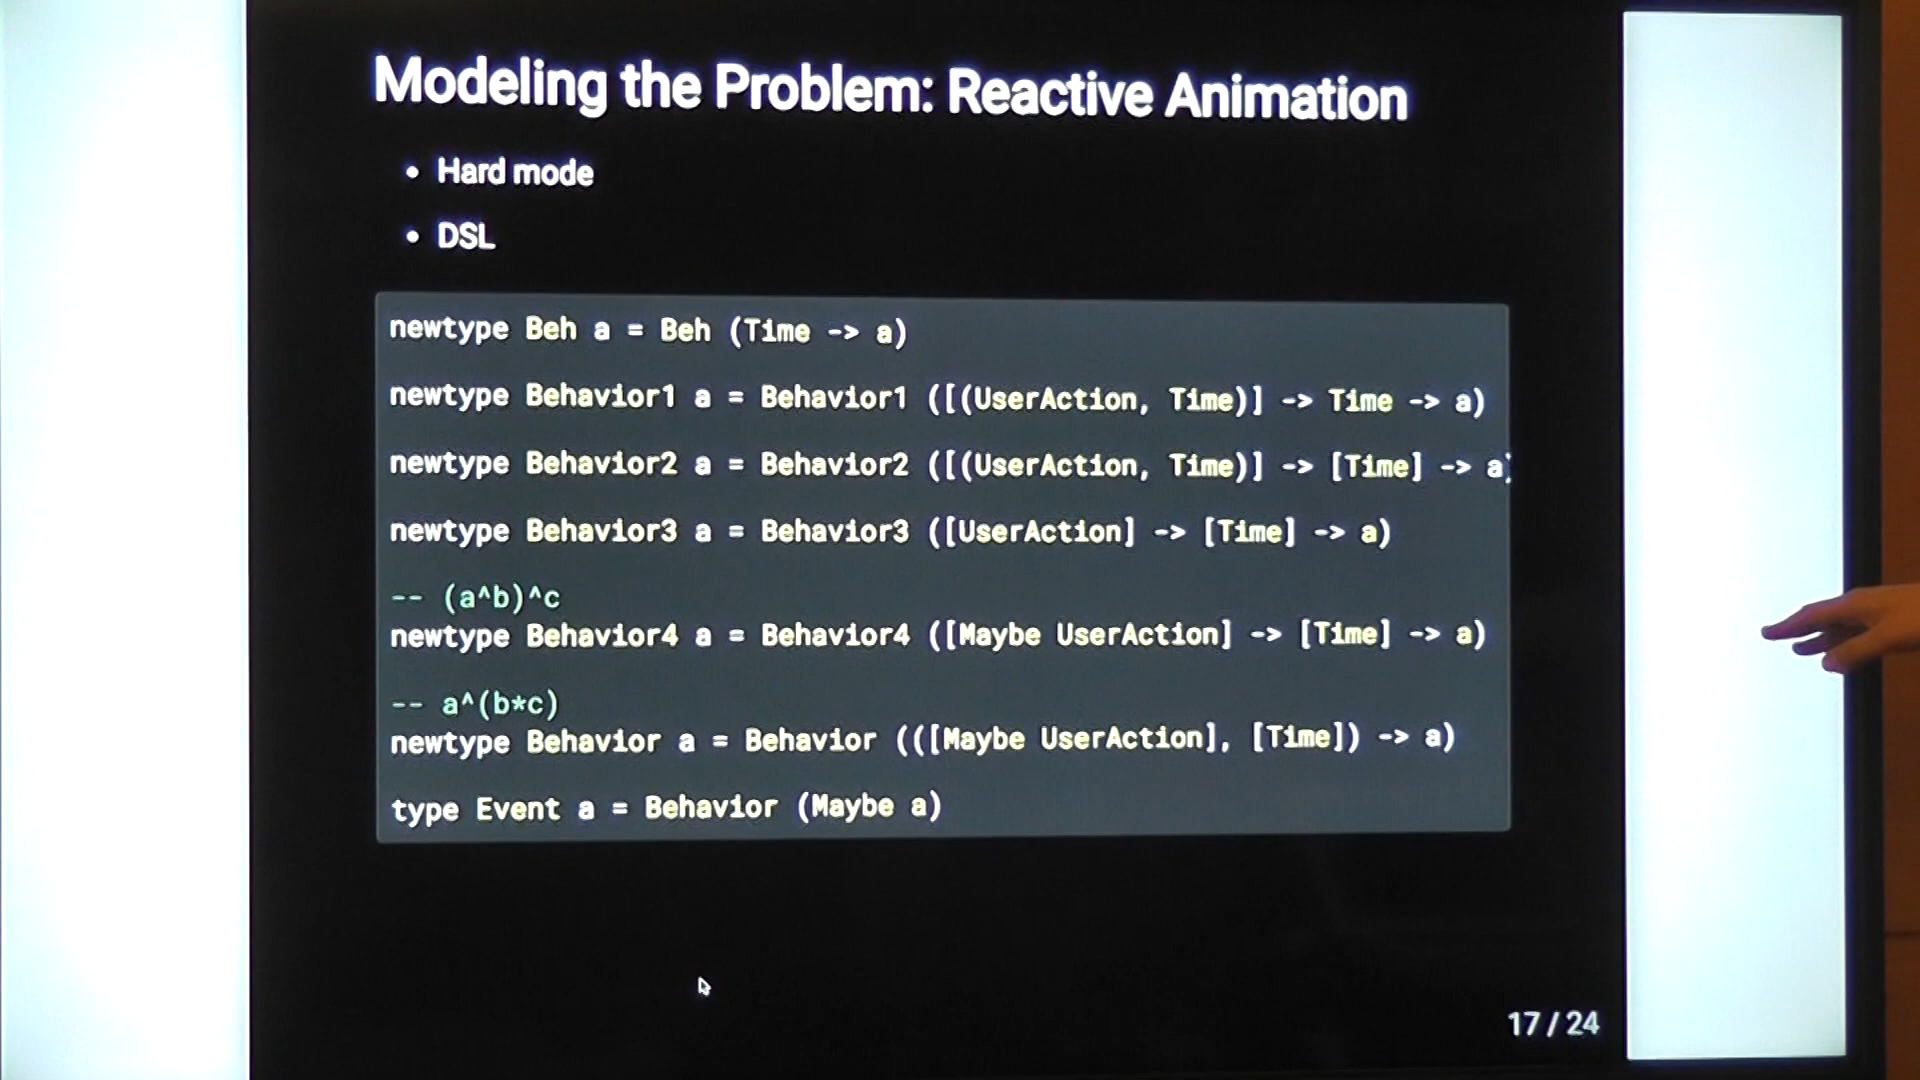 Modeling the Problem: Reactive Animation
• Hard mode
• DSL
newtype Beh a = Beh (Time -> a)
newtype Behavior1 a = Behavior1 ([(UserAction, Time)] -> Time -> a)
newtype Behavior2 a = Behavior2 ([(UserAction, Time)] -> [Time] -> a)
newtype Behavior3 a = Behavior3 ([UserAction] -> [Time] -> a)
-- (a^b)^c
newtype Behavior4 a = Behavior4 ([Maybe UserAction] -> [Time] -> a)
-- a^(b*c)
newtype Behavior a = Behavior (([Maybe UserAction], [Time]) -> a)
type Event a = Behavior (Maybe a)
17 / 24